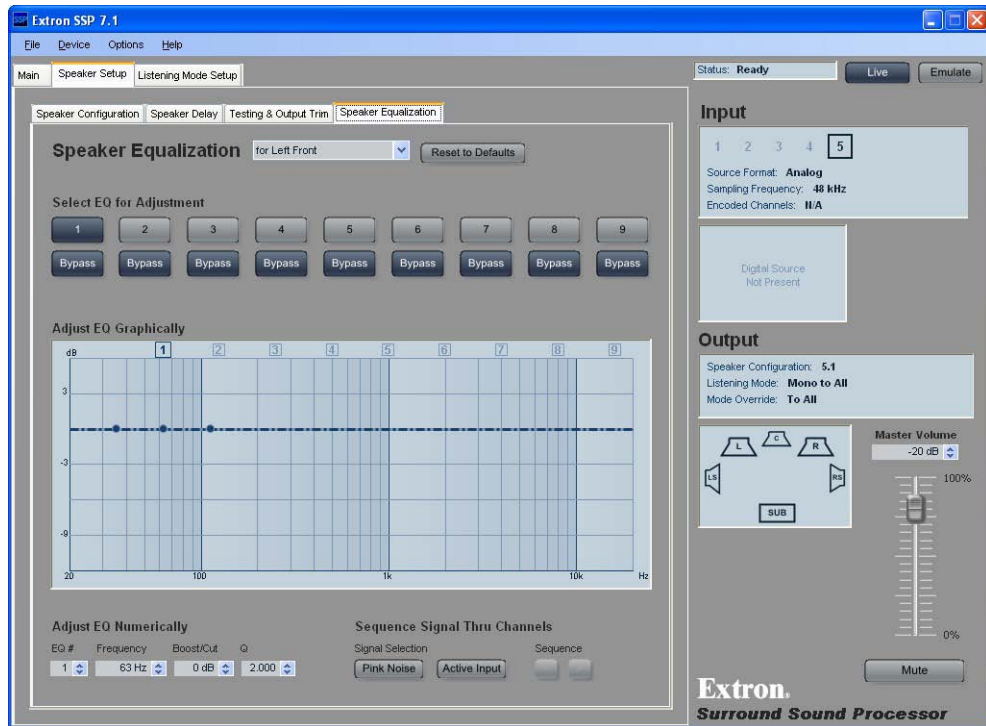 SSP Extron SSP 7.1
File Device Options Help
Main Speaker Setup Listening Mode Setup
Status: Ready Live Emulate
Speaker Configuration Speaker Delay Testing & Output Trim Speaker Equalization
Speaker Equalization for Left Front Reset to Defaults
Select EQ for Adjustment
1 2 3 4 5 6 7 8 9
Bypass Bypass Bypass Bypass Bypass Bypass Bypass Bypass Bypass
Adjust EQ Graphically
dB 1 2 3 4 5 6 7 8 9
3
-3
-9
20 100 1k 10k Hz
Adjust EQ Numerically
EQ # Frequency Boost/Cut Q
1 63 Hz 0 dB 2.000
Sequence Signal Thru Channels
Signal Selection Sequence
Pink Noise Active Input
Input
1 2 3 4 5
Source Format: Analog
Sampling Frequency: 48 kHz
Encoded Channels: N/A
Digital Source
Not Present
Output
Speaker Configuration: 5.1
Listening Mode: Mono to All
Mode Override: To All
L C R
LS RS
SUB
Master Volume
-20 dB
100%
0%
Mute
Extron.
Surround Sound Processor